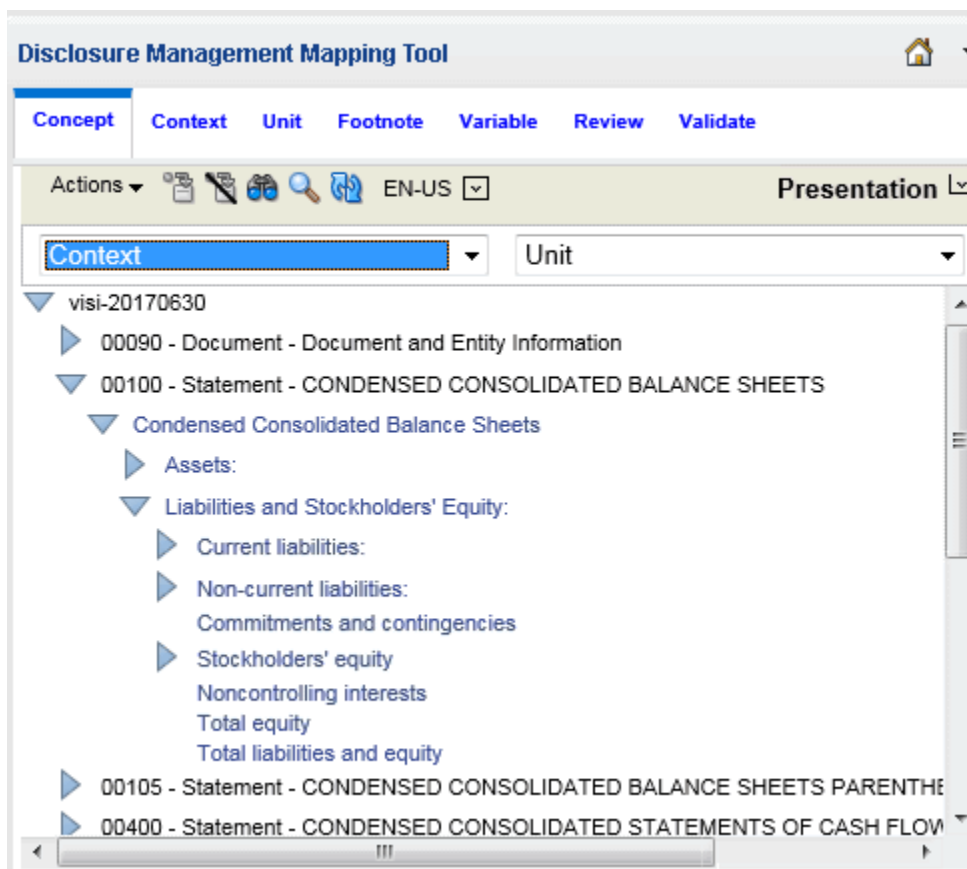 Disclosure Management Mapping Tool
Concept Context Unit Footnote Variable Review Validate
Actions EN-US Presentation
Context Unit
visi-20170630
00090 - Document - Document and Entity Information
00100 - Statement - CONDENSED CONSOLIDATED BALANCE SHEETS
Condensed Consolidated Balance Sheets
Assets:
Liabilities and Stockholders' Equity:
Current liabilities:
Non-current liabilities:
Commitments and contingencies
Stockholders' equity
Noncontrolling interests
Total equity
Total liabilities and equity
00105 - Statement - CONDENSED CONSOLIDATED BALANCE SHEETS PARENTHE
00400 - Statement - CONDENSED CONSOLIDATED STATEMENTS OF CASH FLOW